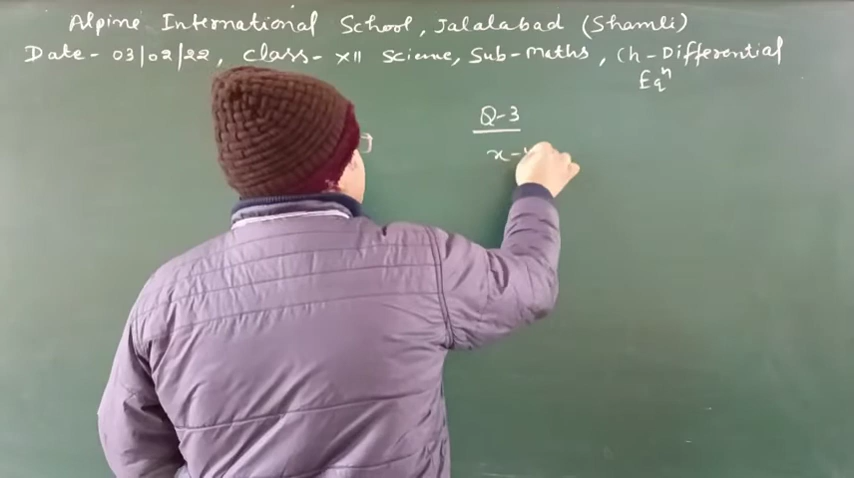 Alpine International School, Jalalabad (Shamli)
Date - 03/02/22, Class - XII Science, Sub - Maths, Ch - Differential
Eqⁿ
Q-3
x -